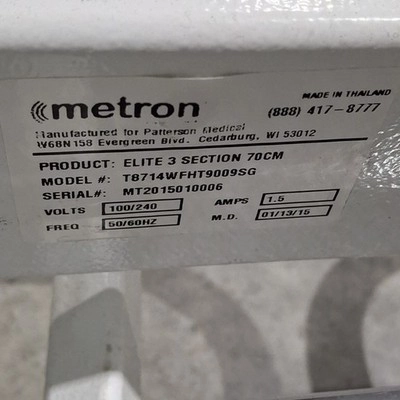 metron
MADE IN THAILAND
(888) 417-8777
Manufactured for Patterson Medical
W68N158 Evergreen Blvd. Cedarburg, WI 53012
PRODUCT: ELITE 3 SECTION 70CM
MODEL #: T8714WFHT9009SG
SERIAL#: MT2015010006
VOLTS 100/240 AMPS 1.5
FREQ 50/60HZ M.D. 01/13/15